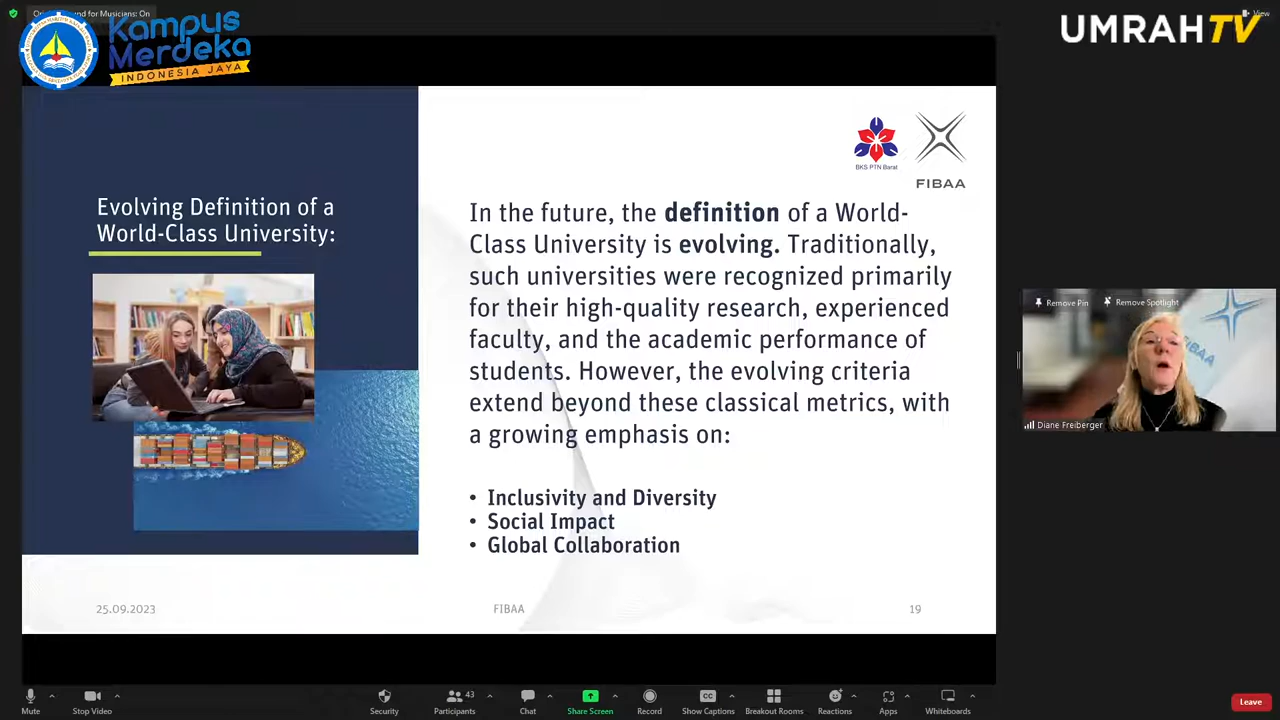 Musicians: On
View
Kampus
Merdeka
INDONESIA JAYA
UMRAHTV
BKS PTN Barat
FIBAA
Evolving Definition of a
World-Class University:
In the future, the definition of a World-
Class University is evolving. Traditionally,
such universities were recognized primarily
for their high-quality research, experienced
faculty, and the academic performance of
students. However, the evolving criteria
extend beyond these classical metrics, with
a growing emphasis on:
• Inclusivity and Diversity
• Social Impact
• Global Collaboration
25.09.2023
FIBAA
19
Remove Pin
Remove Spotlight
FIBAA
Diane Freiberger
Mute
Stop Video
Security
Participants
43
Chat
Share Screen
Record
Show Captions
Breakout Rooms
Reactions
Apps
Whiteboards
Leave